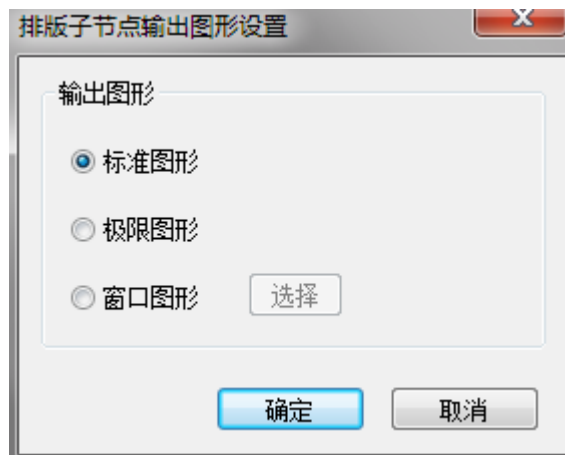 排版子节点输出图形设置
输出图形
标准图形
极限图形
窗口图形 选择
确定 取消